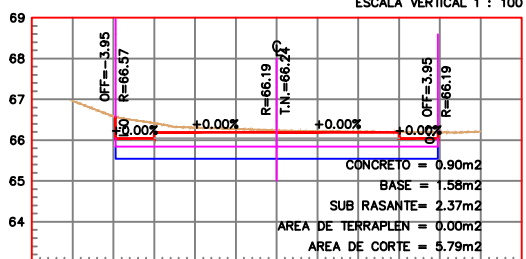 ESCALA VERTICAL 1 : 100
69
68
67
66
65
64
OFF=-3.95
R=66.57
R=66.19
T.N.=66.24
OFF=3.95
R=66.19
+0.00%
+0.00%
+0.00%
+0.00%
CONCRETO = 0.90m2
BASE = 1.58m2
SUB RASANTE= 2.37m2
AREA DE TERRAPLEN = 0.00m2
AREA DE CORTE = 5.79m2